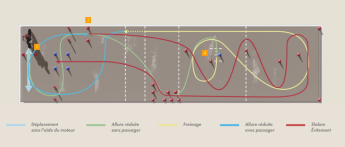 Déplacement
sans l'aide du moteur
Allure réduite
sans passager
Freinage
Allure réduite
avec passager
Slalom
Évitement